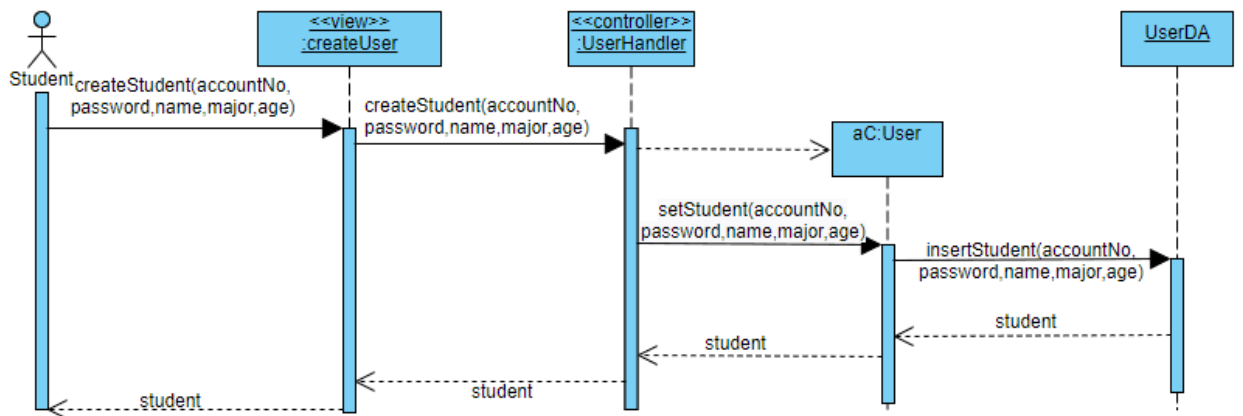 <<view>>
:createUser
<<controller>>
:UserHandler
UserDA
Student
createStudent(accountNo,
password,name,major,age)
createStudent(accountNo,
password,name,major,age)
aC:User
setStudent(accountNo,
password,name,major,age)
insertStudent(accountNo,
password,name,major,age)
student
student
student
student